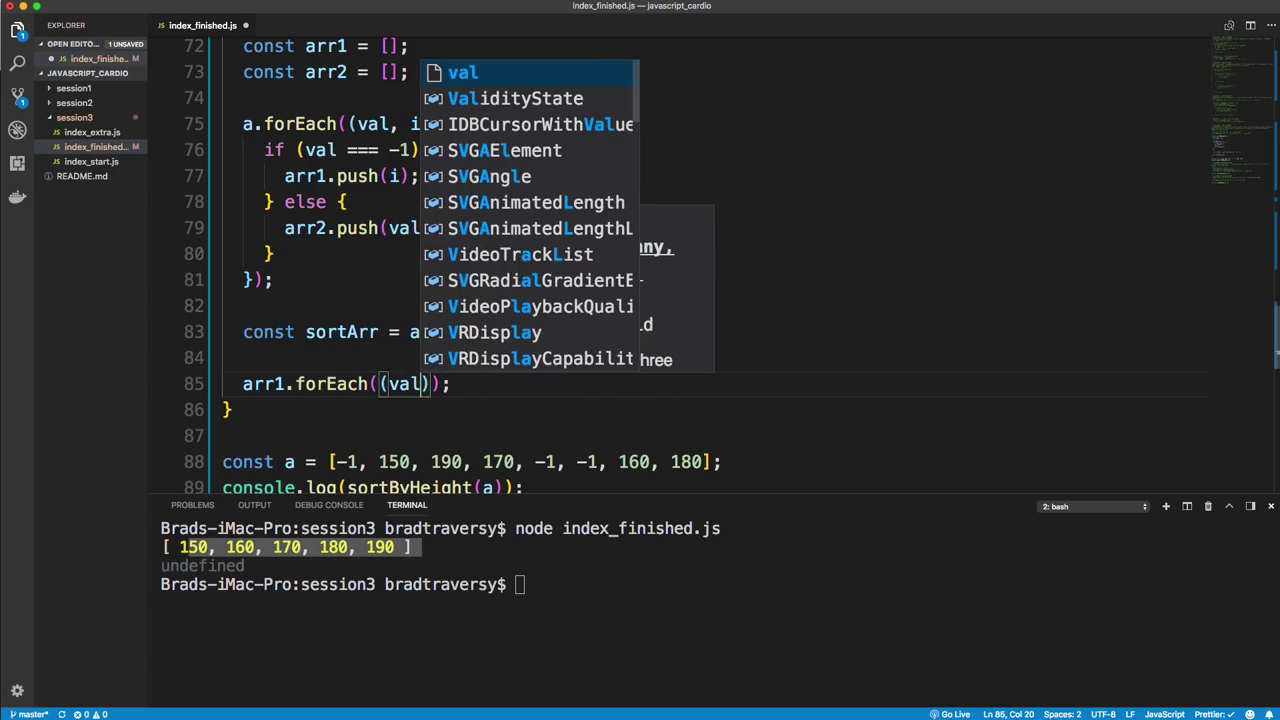 index_finished.js — javascript_cardio
EXPLORER
index_finished.js
OPEN EDITO... 1 UNSAVED
index_finishe... M
JAVASCRIPT_CARDIO
session1
session2
session3
index_extra.js
index_finished... M
index_start.js
README.md
72 const arr1 = [];
73 const arr2 = [];
74
75 a.forEach((val, i
76 if (val === -1)
77 arr1.push(i);
78 } else {
79 arr2.push(val
80 }
81 });
82
83 const sortArr = a
84
85 arr1.forEach((val));
86 }
87
88 const a = [-1, 150, 190, 170, -1, -1, 160, 180];
89 console.log(sortByHeight(a));
val
ValidityState
IDBCursorWithValue
SVGAElement
SVGAngle
SVGAnimatedLength
SVGAnimatedLengthL
VideoTrackList
SVGRadialGradientE
VideoPlaybackQuali
VRDisplay
VRDisplayCapabilit
ny,
ld
hree
PROBLEMS OUTPUT DEBUG CONSOLE TERMINAL
2: bash
Brads-iMac-Pro:session3 bradtraversy$ node index_finished.js
[ 150, 160, 170, 180, 190 ]
undefined
Brads-iMac-Pro:session3 bradtraversy$
master* 0 0
Go Live Ln 85, Col 20 Spaces: 2 UTF-8 LF JavaScript Prettier: ✓